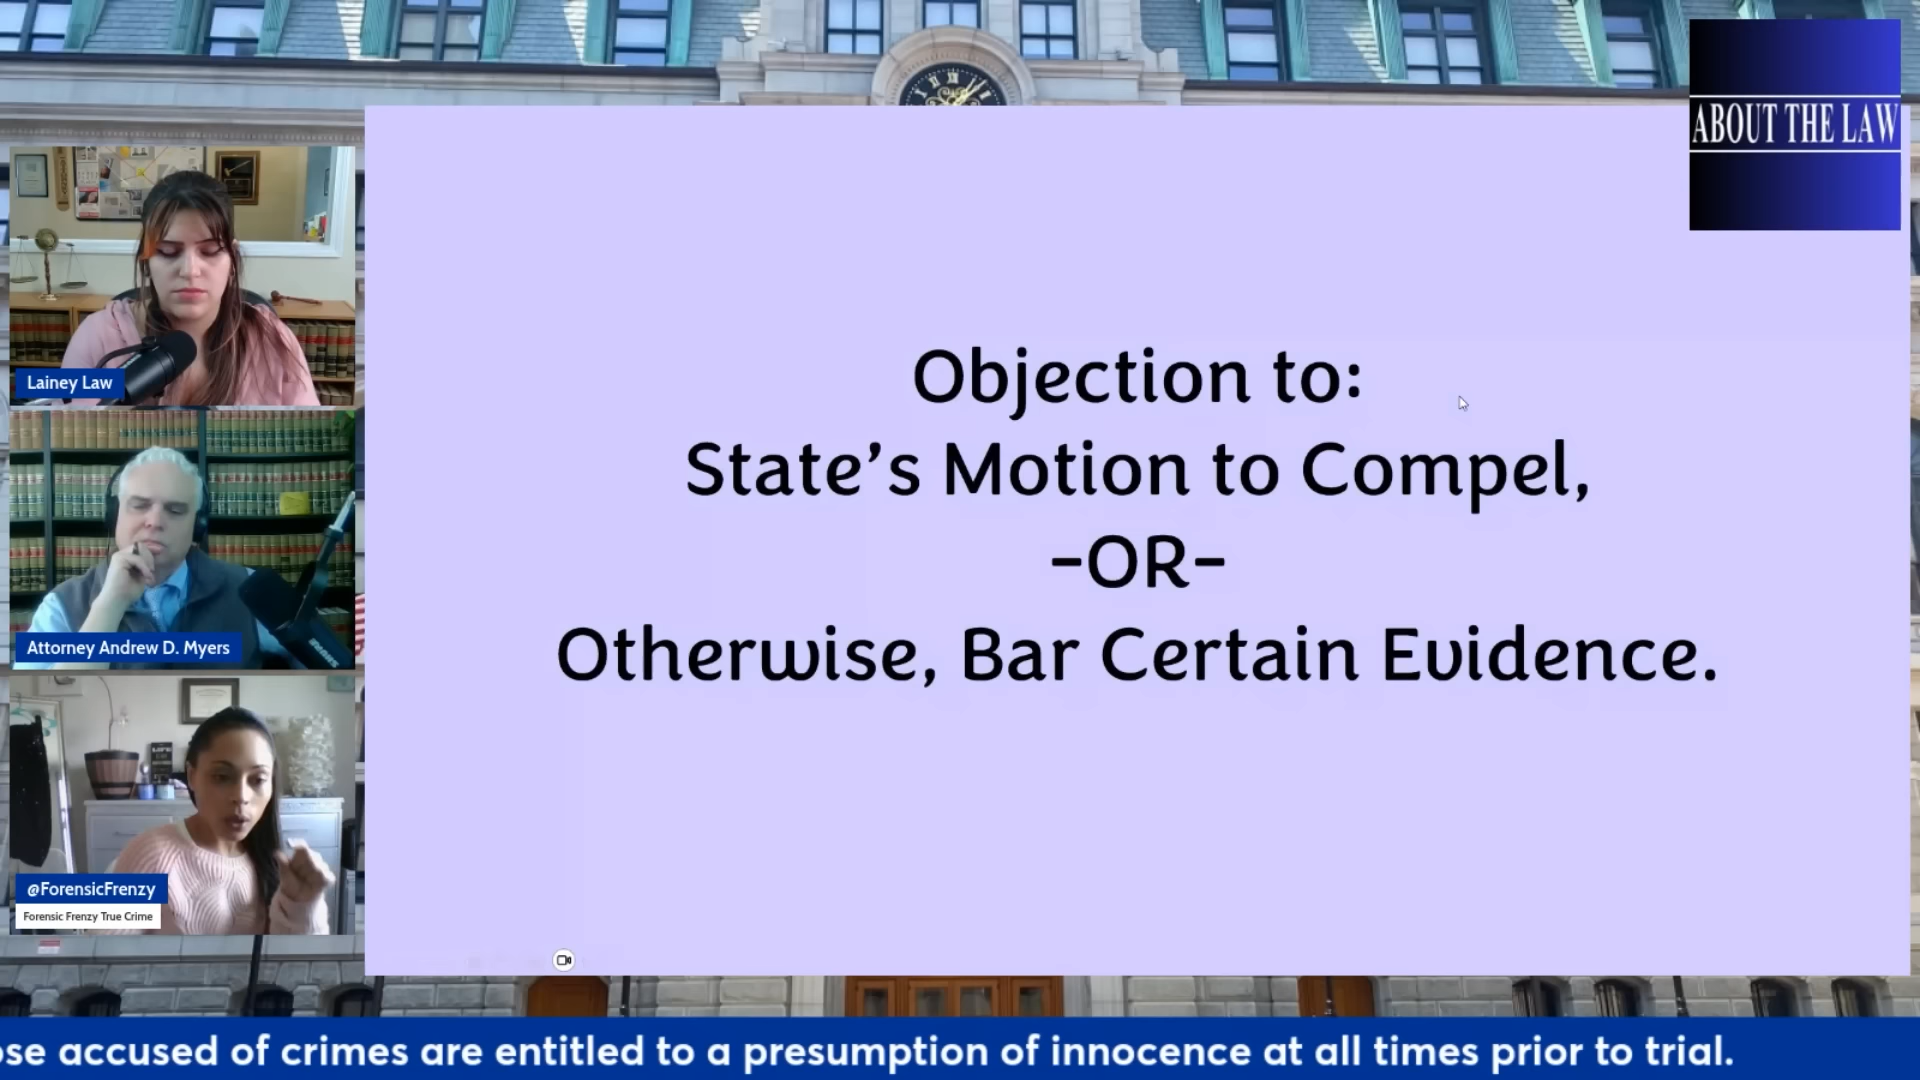 ABOUT THE LAW
Lainey Law
Attorney Andrew D. Myers
@ForensicFrenzy
Forensic Frenzy True Crime
Objection to:
State’s Motion to Compel,
-OR-
Otherwise, Bar Certain Evidence.
se accused of crimes are entitled to a presumption of innocence at all times prior to trial.